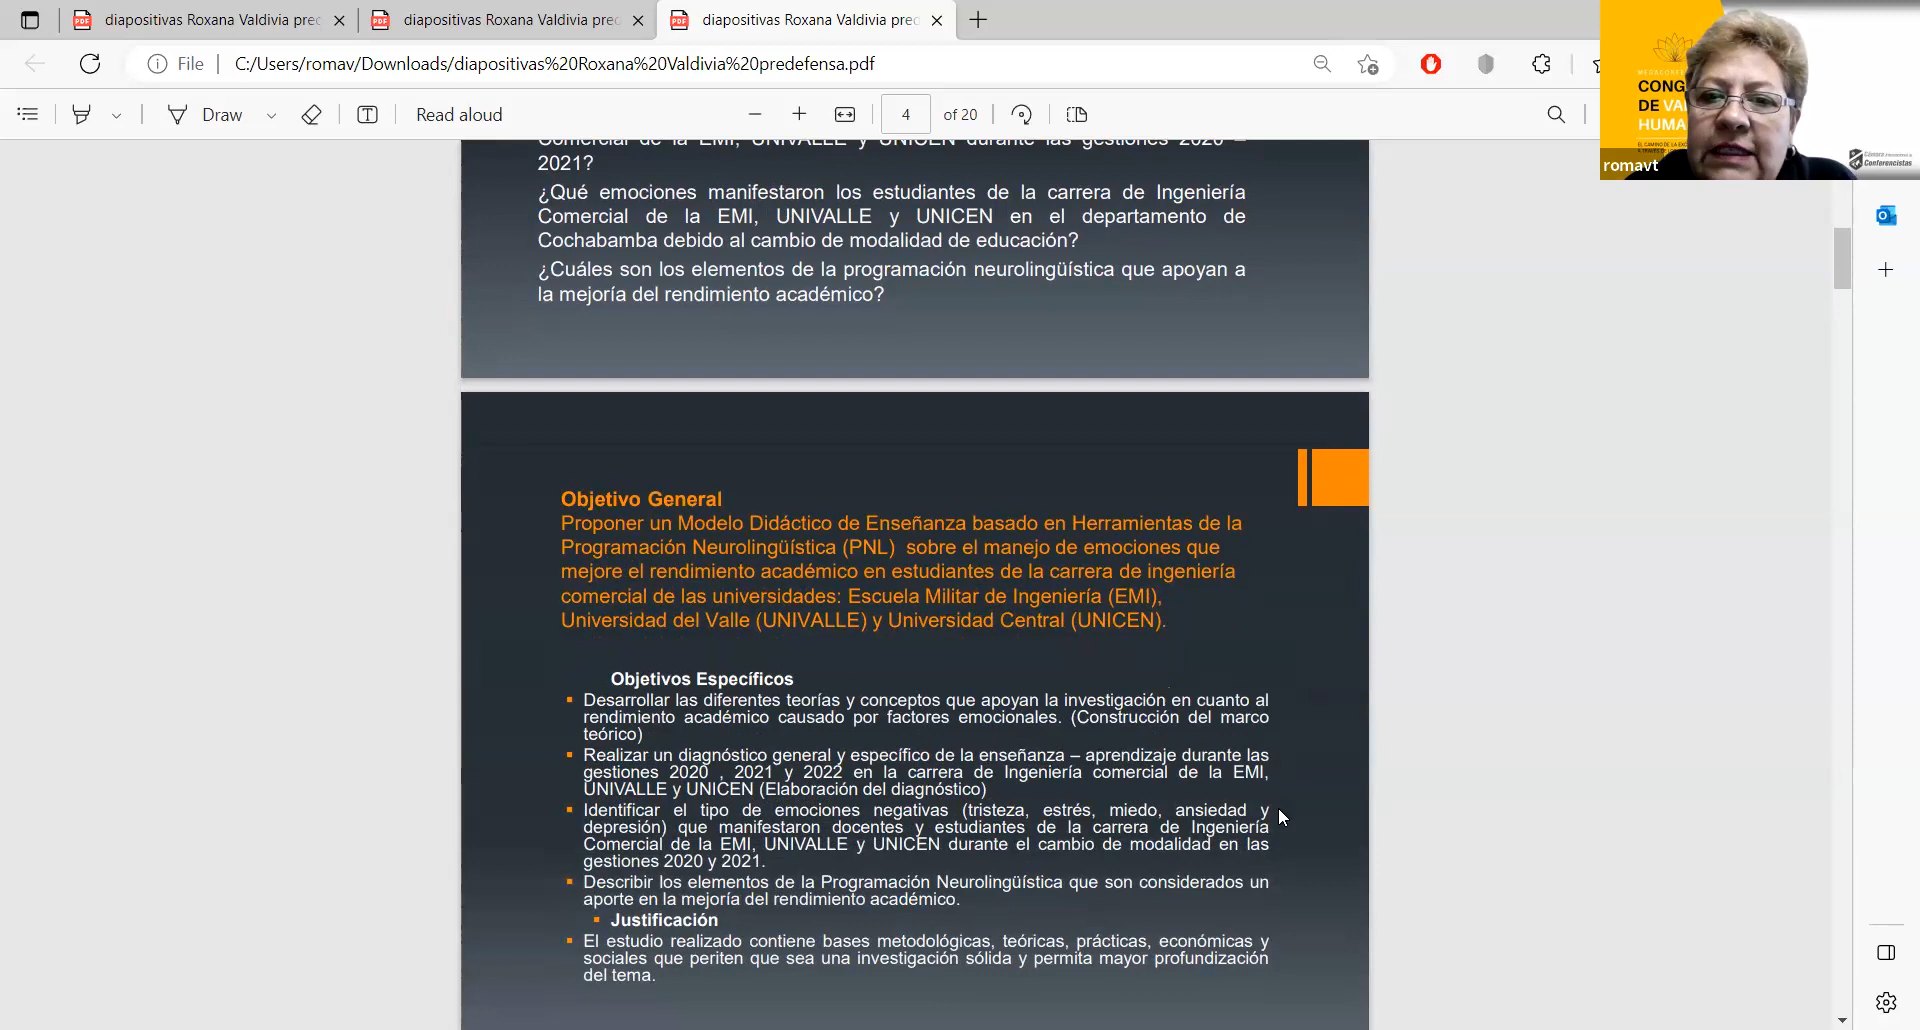 diapositivas Roxana Valdivia pred
diapositivas Roxana Valdivia pred
diapositivas Roxana Valdivia pred
File
C:/Users/romav/Downloads/diapositivas%20Roxana%20Valdivia%20predefensa.pdf
Draw
Read aloud
4 of 20
romavt
Conferencistas
Comercial de la EMI, UNIVALLE y UNICEN durante las gestiones 2020 –
2021?
¿Qué emociones manifestaron los estudiantes de la carrera de Ingeniería
Comercial de la EMI, UNIVALLE y UNICEN en el departamento de
Cochabamba debido al cambio de modalidad de educación?
¿Cuáles son los elementos de la programación neurolingüística que apoyan a
la mejoría del rendimiento académico?
Objetivo General
Proponer un Modelo Didáctico de Enseñanza basado en Herramientas de la
Programación Neurolingüística (PNL) sobre el manejo de emociones que
mejore el rendimiento académico en estudiantes de la carrera de ingeniería
comercial de las universidades: Escuela Militar de Ingeniería (EMI),
Universidad del Valle (UNIVALLE) y Universidad Central (UNICEN).
Objetivos Específicos
▪ Desarrollar las diferentes teorías y conceptos que apoyan la investigación en cuanto al
rendimiento académico causado por factores emocionales. (Construcción del marco
teórico)
▪ Realizar un diagnóstico general y específico de la enseñanza – aprendizaje durante las
gestiones 2020 , 2021 y 2022 en la carrera de Ingeniería comercial de la EMI,
UNIVALLE y UNICEN (Elaboración del diagnóstico)
▪ Identificar el tipo de emociones negativas (tristeza, estrés, miedo, ansiedad y
depresión) que manifestaron docentes y estudiantes de la carrera de Ingeniería
Comercial de la EMI, UNIVALLE y UNICEN durante el cambio de modalidad en las
gestiones 2020 y 2021.
▪ Describir los elementos de la Programación Neurolingüística que son considerados un
aporte en la mejoría del rendimiento académico.
▪ Justificación
▪ El estudio realizado contiene bases metodológicas, teóricas, prácticas, económicas y
sociales que periten que sea una investigación sólida y permita mayor profundización
del tema.